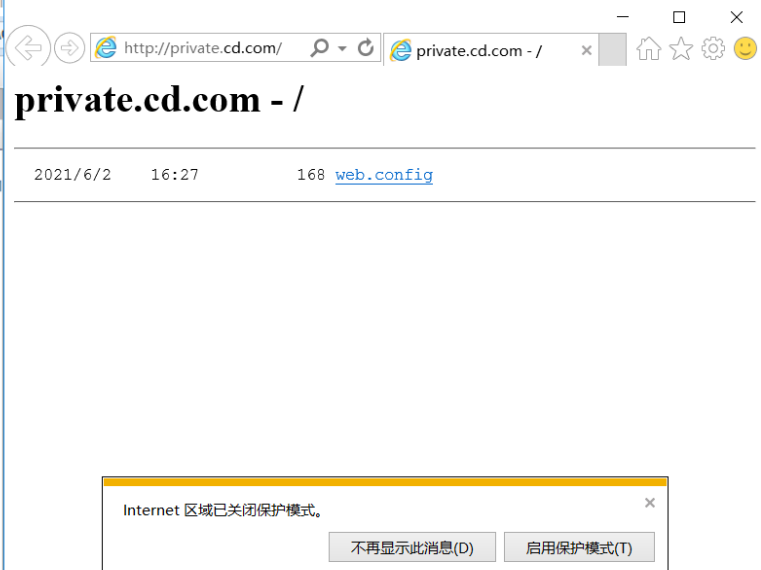 http://private.cd.com/
private.cd.com - /
private.cd.com - /
2021/6/2 16:27 168 web.config
Internet 区域已关闭保护模式。
不再显示此消息(D) 启用保护模式(T)